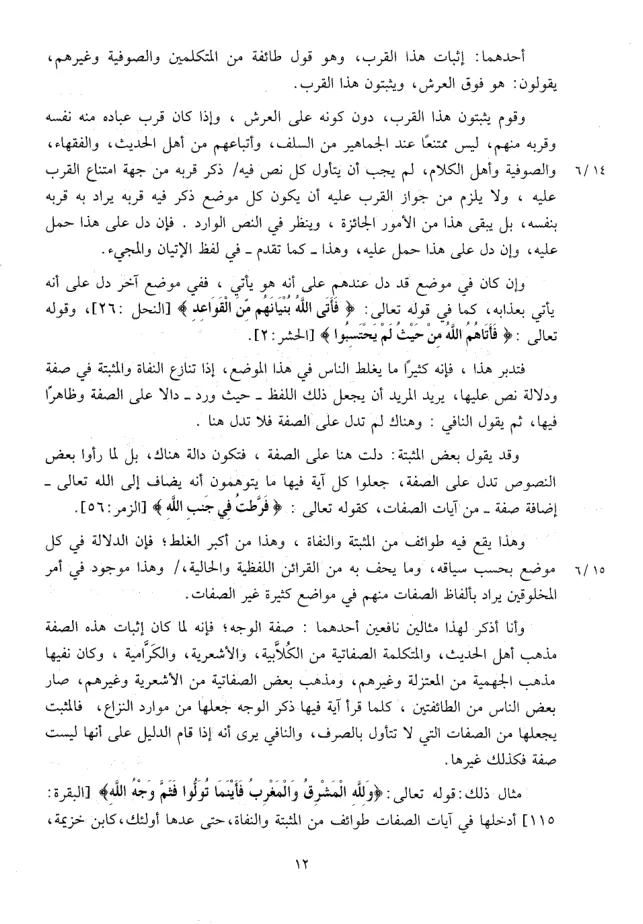 أحدهما: إثبات هذا القرب، وهو قول طائفة من المتكلمين والصوفية وغيرهم،
يقولون: هو فوق العرش، ويثبتون هذا القرب.
وقوم يثبتون هذا القرب، دون كونه على العرش ، وإذا كان قرب عباده منه نفسه
وقربه منهم، ليس ممتنعًا عند الجماهير من السلف، وأتباعهم من أهل الحديث، والفقهاء،
والصوفية وأهل الكلام، لم يجب أن يتأول كل نص فيه/ ذكر قربه من جهة امتناع القرب
٦/١٤
عليه ، ولا يلزم من جواز القرب عليه أن يكون كل موضع ذكر فيه قربه يراد به قربه
بنفسه، بل يبقى هذا من الأمور الجائزة ، وينظر في النص الوارد . فإن دل على هذا حمل
عليه، وإن دل على هذا حمل عليه، وهذا ـ كما تقدم ـ في لفظ الإتيان والمجيء.
وإن كان في موضع قد دل عندهم على أنه هو يأتي ، ففي موضع آخر دل على أنه
يأتي بعذابه، كما في قوله تعالى: ﴿ فَأَتَى اللَّهُ بُنْيَانَهُم مِّنَ الْقَوَاعِدِ ﴾ [النحل :٢٦]، وقوله
تعالى :﴿ فَأَتَاهُمُ اللَّهُ مِنْ حَيْثُ لَمْ يَحْتَسِبُوا ﴾ [الحشر:٢].
فتدبر هذا ، فإنه كثيرًا ما يغلط الناس في هذا الموضع، إذا تنازع النفاة والمثبتة في صفة
ودلالة نص عليها، يريد المريد أن يجعل ذلك اللفظ ـ حيث ورد ـ دالا على الصفة وظاهرًا
فيها، ثم يقول النافي : وهناك لم تدل على الصفة فلا تدل هنا .
وقد يقول بعض المثبتة: دلت هنا على الصفة ، فتكون دالة هناك، بل لما رأوا بعض
النصوص تدل على الصفة، جعلوا كل آية فيها ما يتوهمون أنه يضاف إلى الله تعالى ـ
إضافة صفة ـ من آيات الصفات، كقوله تعالى : ﴿ فَرَّطتُ فِي جَنبِ اللَّهِ ﴾ [الزمر:٥٦].
وهذا يقع فيه طوائف من المثبتة والنفاة ، وهذا من أكبر الغلط؛ فإن الدلالة في كل
موضع بحسب سياقه، وما يحف به من القرائن اللفظية والحالية،/ وهذا موجود في أمر
٦/١٥
المخلوقين يراد بألفاظ الصفات منهم في مواضع كثيرة غير الصفات.
وأنا أذكر لهذا مثالين نافعين أحدهما : صفة الوجه؛ فإنه لما كان إثبات هذه الصفة
مذهب أهل الحديث، والمتكلمة الصفاتية من الكُلاَّبية، والأشعرية، والكَرَّامية ، وكان نفيها
مذهب الجهمية من المعتزلة وغيرهم، ومذهب بعض الصفاتية من الأشعرية وغيرهم، صار
بعض الناس من الطائفتين ، كلما قرأ آية فيها ذكر الوجه جعلها من موارد النزاع، فالمثبت
يجعلها من الصفات التي لا تتأول بالصرف، والنافي يرى أنه إذا قام الدليل على أنها ليست
صفة فكذلك غيرها.
مثال ذلك: قوله تعالى: ﴿وَلِلَّهِ الْمَشْرِقُ وَالْمَغْرِبُ فَأَيْنَمَا تُوَلُّوا فَثَمَّ وَجْهُ اللَّهِ﴾ [البقرة:
١١٥] أدخلها في آيات الصفات طوائف من المثبتة والنفاة،حتى عدها أولئك،كابن خزيمة،
١٢